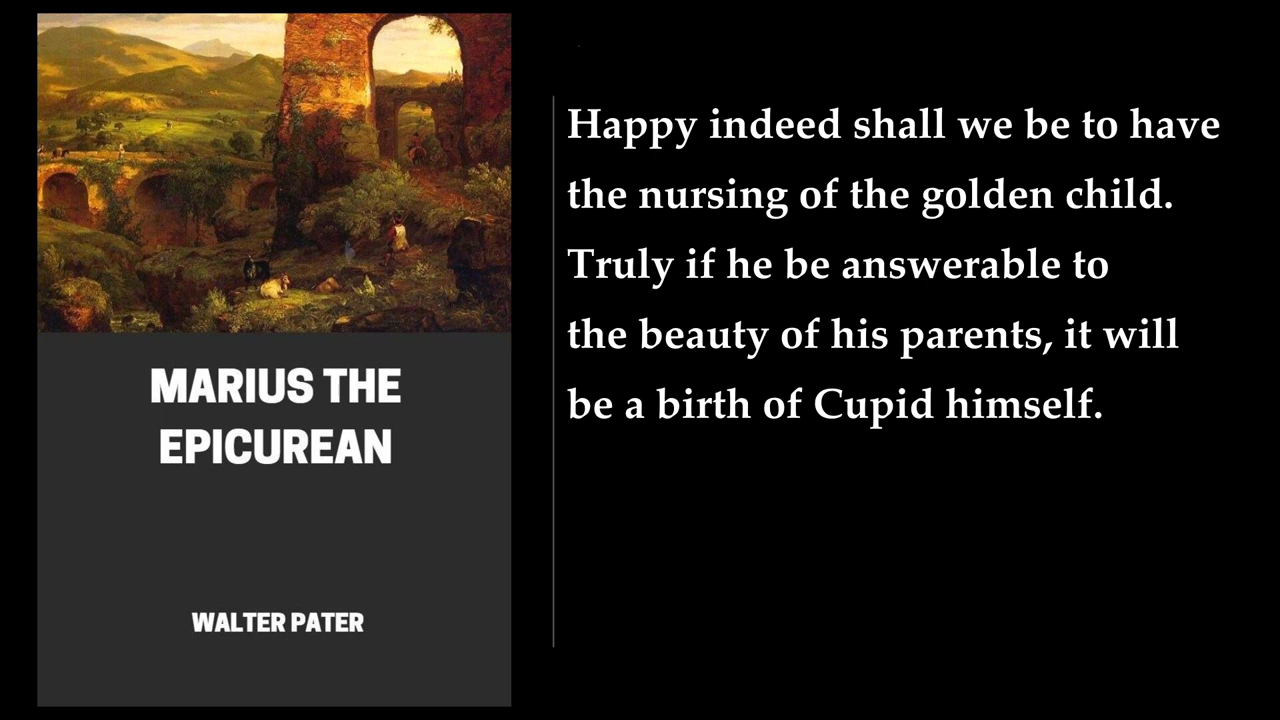 MARIUS THE
EPICUREAN
WALTER PATER
Happy indeed shall we be to have
the nursing of the golden child.
Truly if he be answerable to
the beauty of his parents, it will
be a birth of Cupid himself.